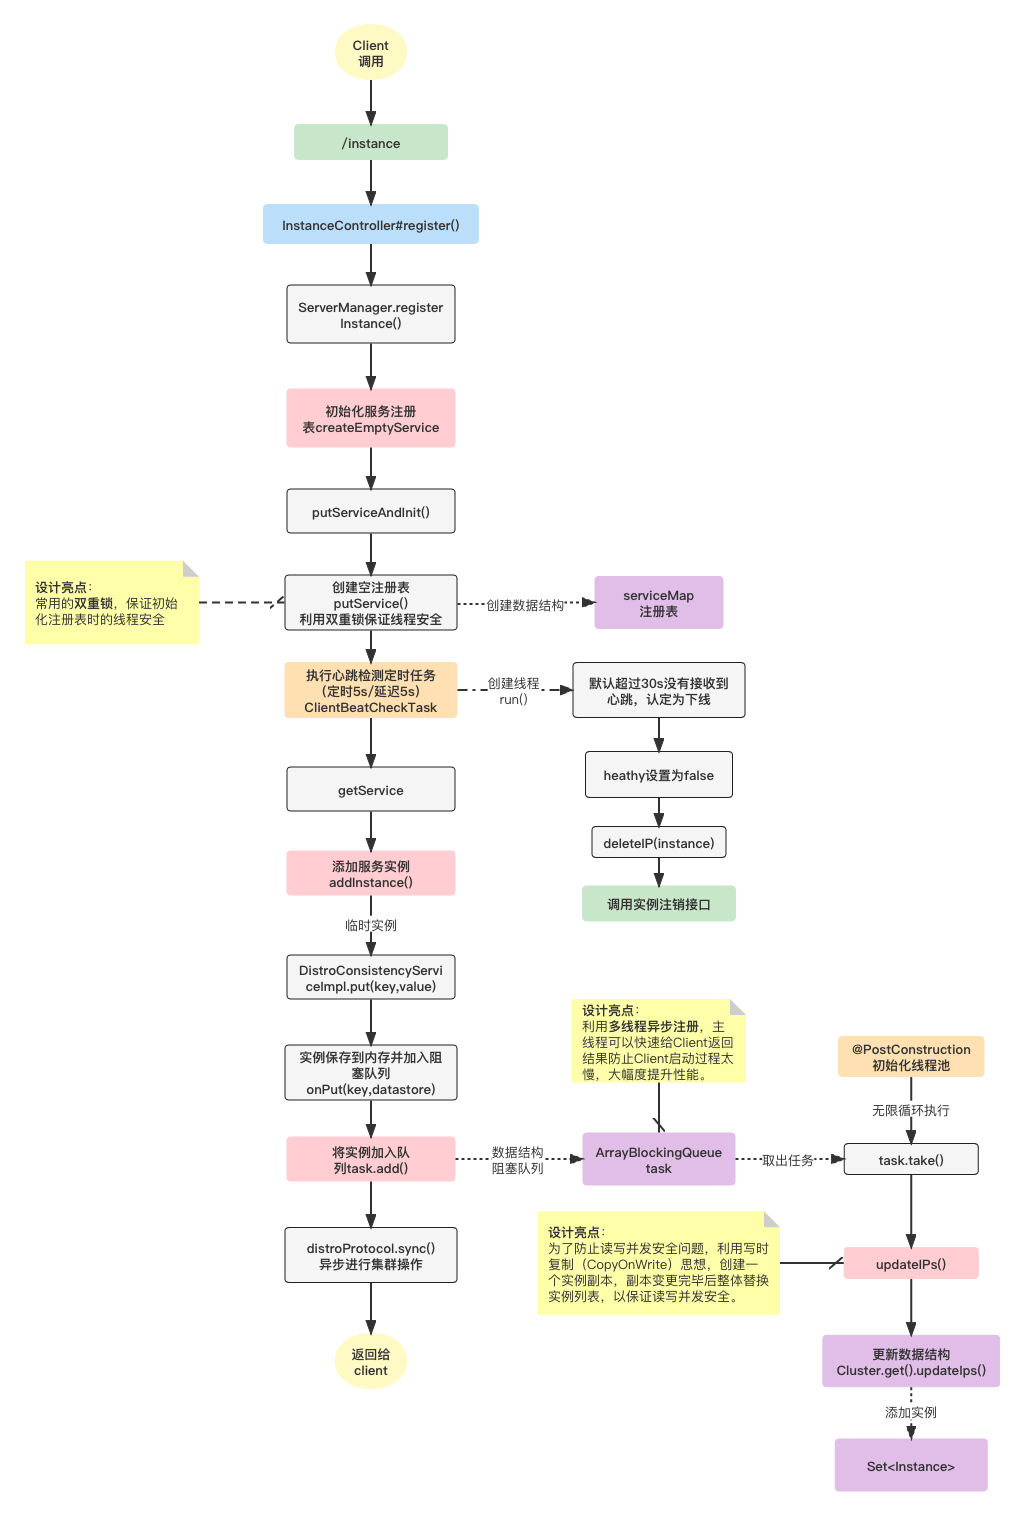 Client
调用
/instance
InstanceController#register()
ServerManager.register
Instance()
初始化服务注册
表createEmptyService
putServiceAndInit()
设计亮点：
常用的双重锁，保证初始
化注册表时的线程安全
创建空注册表
putService()
利用双重锁保证线程安全
创建数据结构
serviceMap
注册表
执行心跳检测定时任务
（定时5s/延迟5s）
ClientBeatCheckTask
创建线程
run()
默认超过30s没有接收到
心跳，认定为下线
heathy设置为false
deleteIP(instance)
调用实例注销接口
getService
添加服务实例
addInstance()
临时实例
DistroConsistencyServi
ceImpl.put(key,value)
实例保存到内存并加入阻
塞队列
onPut(key,datastore)
设计亮点：
利用多线程异步注册，主
线程可以快速给Client返回
结果防止Client启动过程太
慢，大幅度提升性能。
@PostConstruction
初始化线程池
无限循环执行
将实例加入队
列task.add()
数据结构
阻塞队列
ArrayBlockingQueue
task
取出任务
task.take()
distroProtocol.sync()
异步进行集群操作
设计亮点：
为了防止读写并发安全问题，利用写时
复制（CopyOnWrite）思想，创建一
个实例副本，副本变更完毕后整体替换
实例列表，以保证读写并发安全。
updateIPs()
返回给
client
更新数据结构
Cluster.get().updateIps()
添加实例
Set<Instance>